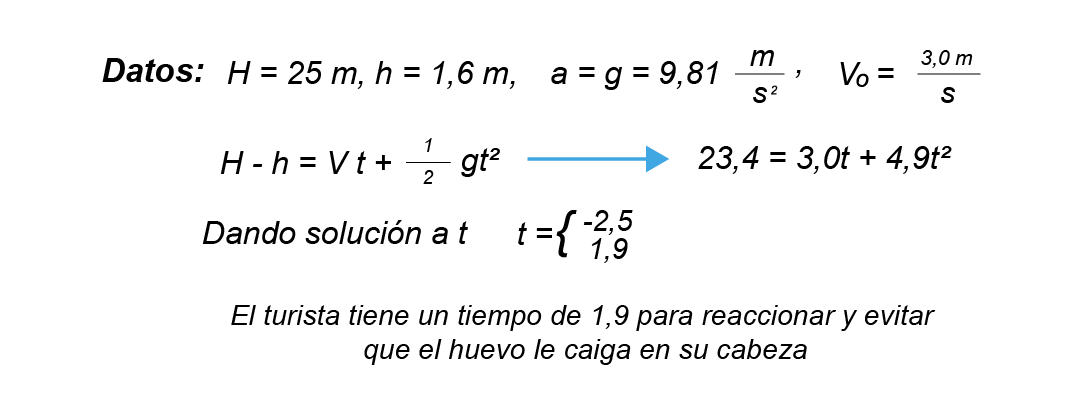 Datos: H = 25 m, h = 1,6 m, a = g = 9,81 m/s², Vo = 3,0 m/s
H - h = V t + 1/2 gt² → 23,4 = 3,0t + 4,9t²
Dando solución a t t = { -2,5
1,9
El turista tiene un tiempo de 1,9 para reaccionar y evitar
que el huevo le caiga en su cabeza